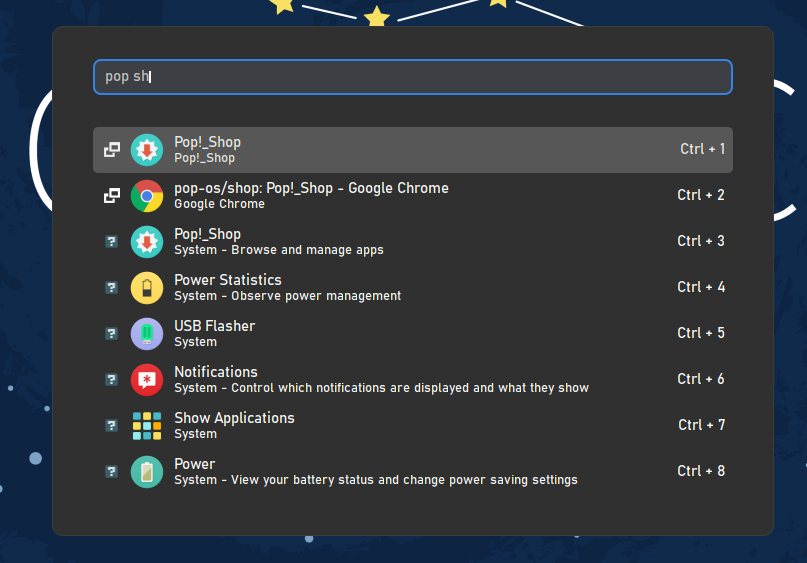 pop sh
Pop!_Shop
Pop!_Shop
Ctrl + 1
pop-os/shop: Pop!_Shop - Google Chrome
Google Chrome
Ctrl + 2
Pop!_Shop
System - Browse and manage apps
Ctrl + 3
Power Statistics
System - Observe power management
Ctrl + 4
USB Flasher
System
Ctrl + 5
Notifications
System - Control which notifications are displayed and what they show
Ctrl + 6
Show Applications
System
Ctrl + 7
Power
System - View your battery status and change power saving settings
Ctrl + 8